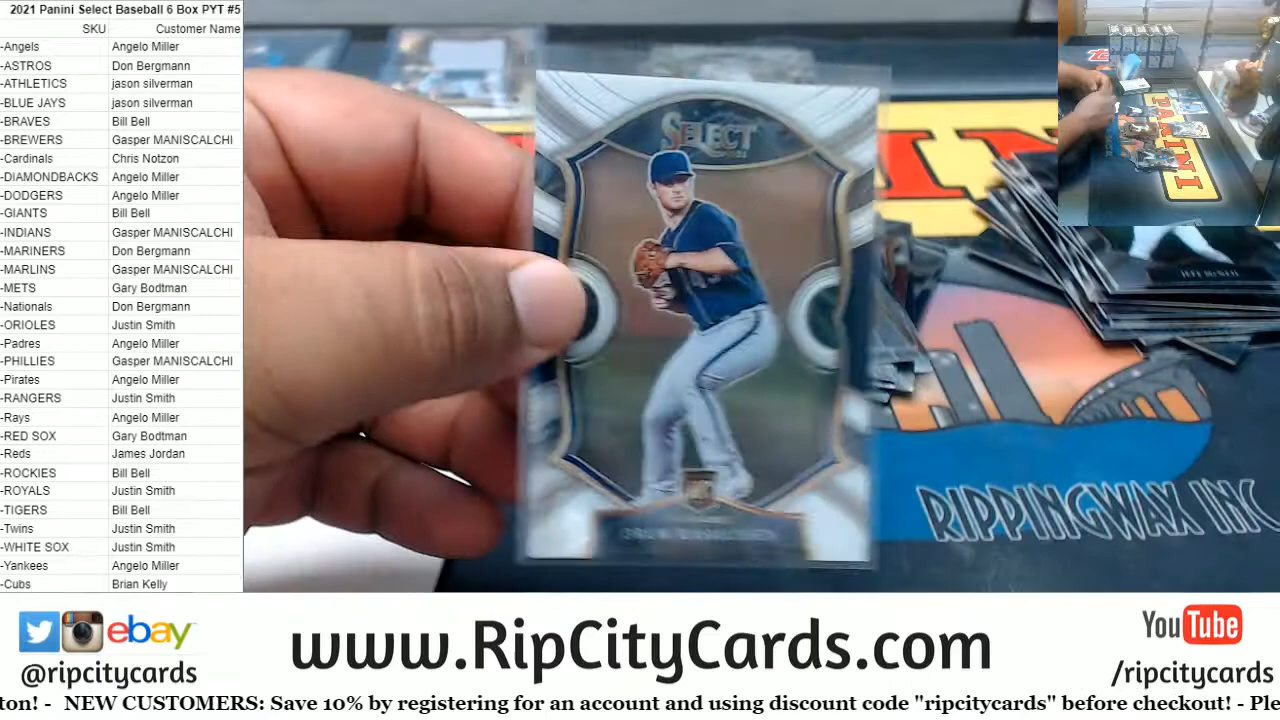 2021 Panini Select Baseball 6 Box PYT #5
SKU Customer Name
-Angels Angelo Miller
-ASTROS Don Bergmann
-ATHLETICS jason silverman
-BLUE JAYS jason silverman
-BRAVES Bill Bell
-BREWERS Gasper MANISCALCHI
-Cardinals Chris Notzon
-DIAMONDBACKS Angelo Miller
-DODGERS Angelo Miller
-GIANTS Bill Bell
-INDIANS Gasper MANISCALCHI
-MARINERS Don Bergmann
-MARLINS Gasper MANISCALCHI
-METS Gary Bodtman
-Nationals Don Bergmann
-ORIOLES Justin Smith
-Padres Angelo Miller
-PHILLIES Gasper MANISCALCHI
-Pirates Angelo Miller
-RANGERS Justin Smith
-Rays Angelo Miller
-RED SOX Gary Bodtman
-Reds James Jordan
-ROCKIES Bill Bell
-ROYALS Justin Smith
-TIGERS Bill Bell
-Twins Justin Smith
-WHITE SOX Justin Smith
-Yankees Angelo Miller
-Cubs Brian Kelly
SELECT
RC
PANINI
JEFF McNEIL
RIPPINGWAX INC
ebay
@ripcitycards
www.RipCityCards.com
YouTube
/ripcitycards
ton! - NEW CUSTOMERS: Save 10% by registering for an account and using discount code "ripcitycards" before checkout! - Ple